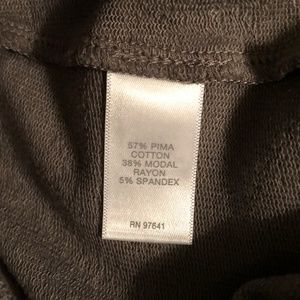 57% PIMA
COTTON
38% MODAL
RAYON
5% SPANDEX
RN 97641